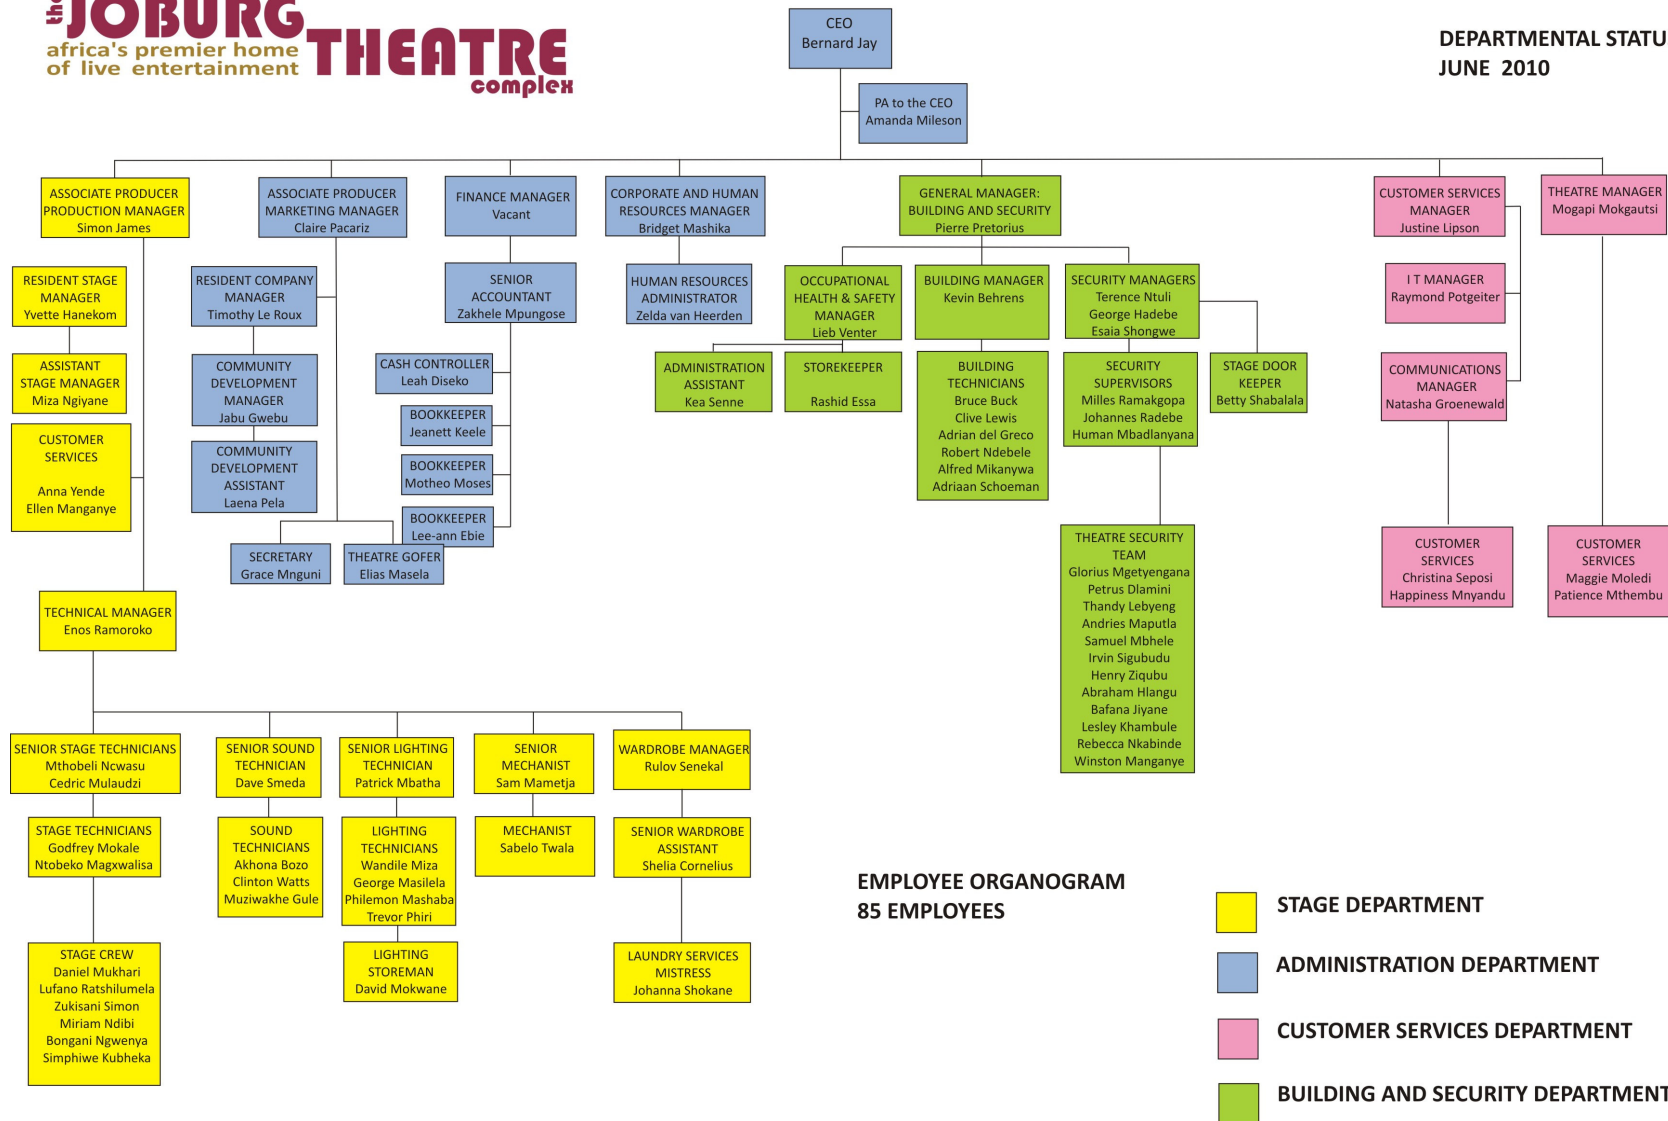 the JOBURG
africa's premier home
of live entertainment
THEATRE
complex
CEO
Bernard Jay
DEPARTMENTAL STATU
JUNE 2010
PA to the CEO
Amanda Mileson
ASSOCIATE PRODUCER
PRODUCTION MANAGER
Simon James
ASSOCIATE PRODUCER
MARKETING MANAGER
Claire Pacariz
FINANCE MANAGER
Vacant
CORPORATE AND HUMAN
RESOURCES MANAGER
Bridget Mashika
GENERAL MANAGER:
BUILDING AND SECURITY
Pierre Pretorius
CUSTOMER SERVICES
MANAGER
Justine Lipson
THEATRE MANAGER
Mogapi Mokgautsi
RESIDENT STAGE
MANAGER
Yvette Hanekom
RESIDENT COMPANY
MANAGER
Timothy Le Roux
SENIOR
ACCOUNTANT
Zakhele Mpungose
HUMAN RESOURCES
ADMINISTRATOR
Zelda van Heerden
OCCUPATIONAL
HEALTH & SAFETY
MANAGER
Lieb Venter
BUILDING MANAGER
Kevin Behrens
SECURITY MANAGERS
Terence Ntuli
George Hadebe
Esaia Shongwe
I T MANAGER
Raymond Potgeiter
ASSISTANT
STAGE MANAGER
Miza Ngiyane
COMMUNITY
DEVELOPMENT
MANAGER
Jabu Gwebu
CASH CONTROLLER
Leah Diseko
ADMINISTRATION
ASSISTANT
Kea Senne
STOREKEEPER
Rashid Essa
BUILDING
TECHNICIANS
Bruce Buck
Clive Lewis
Adrian del Greco
Robert Ndebele
Alfred Mikanywa
Adriaan Schoeman
SECURITY
SUPERVISORS
Milles Ramakgopa
Johannes Radebe
Human Mbadlanyana
STAGE DOOR
KEEPER
Betty Shabalala
COMMUNICATIONS
MANAGER
Natasha Groenewald
CUSTOMER
SERVICES
Anna Yende
Ellen Manganye
COMMUNITY
DEVELOPMENT
ASSISTANT
Laena Pela
BOOKKEEPER
Jeanett Keele
BOOKKEEPER
Motheo Moses
BOOKKEEPER
Lee-ann Ebie
SECRETARY
Grace Mnguni
THEATRE GOFER
Elias Masela
THEATRE SECURITY
TEAM
Glorius Mgetyengana
Petrus Dlamini
Thandy Lebyeng
Andries Maputla
Samuel Mbhele
Irvin Sigubudu
Henry Ziqubu
Abraham Hlangu
Bafana Jiyane
Lesley Khambule
Rebecca Nkabinde
Winston Manganye
CUSTOMER
SERVICES
Christina Seposi
Happiness Mnyandu
CUSTOMER
SERVICES
Maggie Moledi
Patience Mthembu
TECHNICAL MANAGER
Enos Ramoroko
SENIOR STAGE TECHNICIANS
Mthobeli Ncwasu
Cedric Mulaudzi
SENIOR SOUND
TECHNICIAN
Dave Smeda
SENIOR LIGHTING
TECHNICIAN
Patrick Mbatha
SENIOR
MECHANIST
Sam Mametja
WARDROBE MANAGER
Rulov Senekal
STAGE TECHNICIANS
Godfrey Mokale
Ntobeko Magxwalisa
SOUND
TECHNICIANS
Akhona Bozo
Clinton Watts
Muziwakhe Gule
LIGHTING
TECHNICIANS
Wandile Miza
George Masilela
Philemon Mashaba
Trevor Phiri
MECHANIST
Sabelo Twala
SENIOR WARDROBE
ASSISTANT
Shelia Cornelius
STAGE CREW
Daniel Mukhari
Lufano Ratshilumela
Zukisani Simon
Miriam Ndibi
Bongani Ngwenya
Simphiwe Kubheka
LIGHTING
STOREMAN
David Mokwane
LAUNDRY SERVICES
MISTRESS
Johanna Shokane
EMPLOYEE ORGANOGRAM
85 EMPLOYEES
STAGE DEPARTMENT
ADMINISTRATION DEPARTMENT
CUSTOMER SERVICES DEPARTMENT
BUILDING AND SECURITY DEPARTMENT